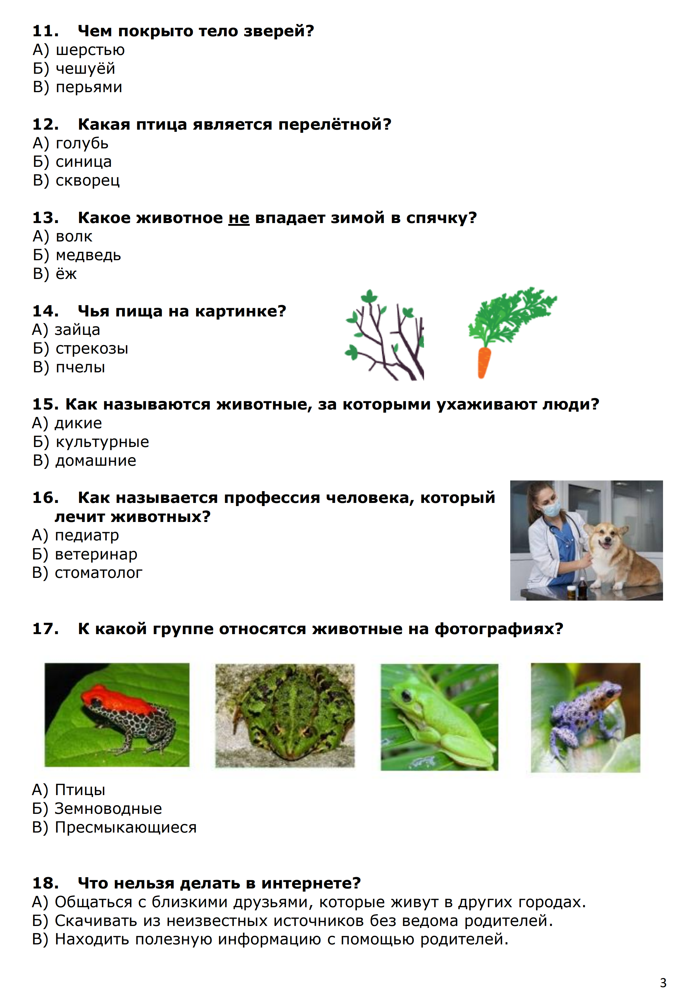 11. Чем покрыто тело зверей?
А) шерстью
Б) чешуёй
В) перьями
12. Какая птица является перелётной?
А) голубь
Б) синица
В) скворец
13. Какое животное не впадает зимой в спячку?
А) волк
Б) медведь
В) ёж
14. Чья пища на картинке?
А) зайца
Б) стрекозы
В) пчелы
15. Как называются животные, за которыми ухаживают люди?
А) дикие
Б) культурные
В) домашние
16. Как называется профессия человека, который
лечит животных?
А) педиатр
Б) ветеринар
В) стоматолог
17. К какой группе относятся животные на фотографиях?
А) Птицы
Б) Земноводные
В) Пресмыкающиеся
18. Что нельзя делать в интернете?
А) Общаться с близкими друзьями, которые живут в других городах.
Б) Скачивать из неизвестных источников без ведома родителей.
В) Находить полезную информацию с помощью родителей.
3